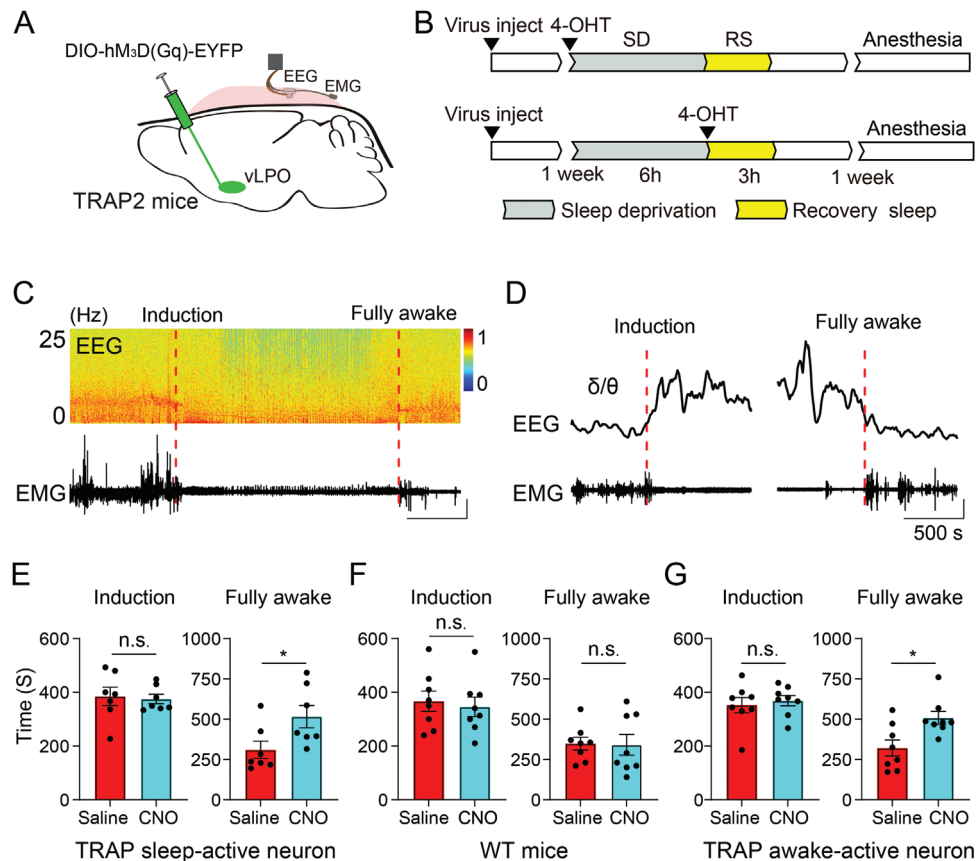 A
DIO-hM₃D(Gq)-EYFP
EEG
EMG
vLPO
TRAP2 mice
B
Virus inject 4-OHT SD RS Anesthesia
Virus inject 4-OHT Anesthesia
1 week 6h 3h 1 week
Sleep deprivation Recovery sleep
C
(Hz) Induction Fully awake
25 EEG 1
0
0
EMG
D
Induction Fully awake
δ/θ
EEG
EMG
500 s
E
Induction Fully awake
600 n.s. 1000 *
400 750
500
200 250
0 0
Time (S)
Saline CNO Saline CNO
TRAP sleep-active neuron
F
Induction Fully awake
600 n.s. 1000 n.s.
400 750
500
200 250
0 0
Saline CNO Saline CNO
WT mice
G
Induction Fully awake
600 n.s. 1000 *
400 750
500
200 250
0 0
Saline CNO Saline CNO
TRAP awake-active neuron